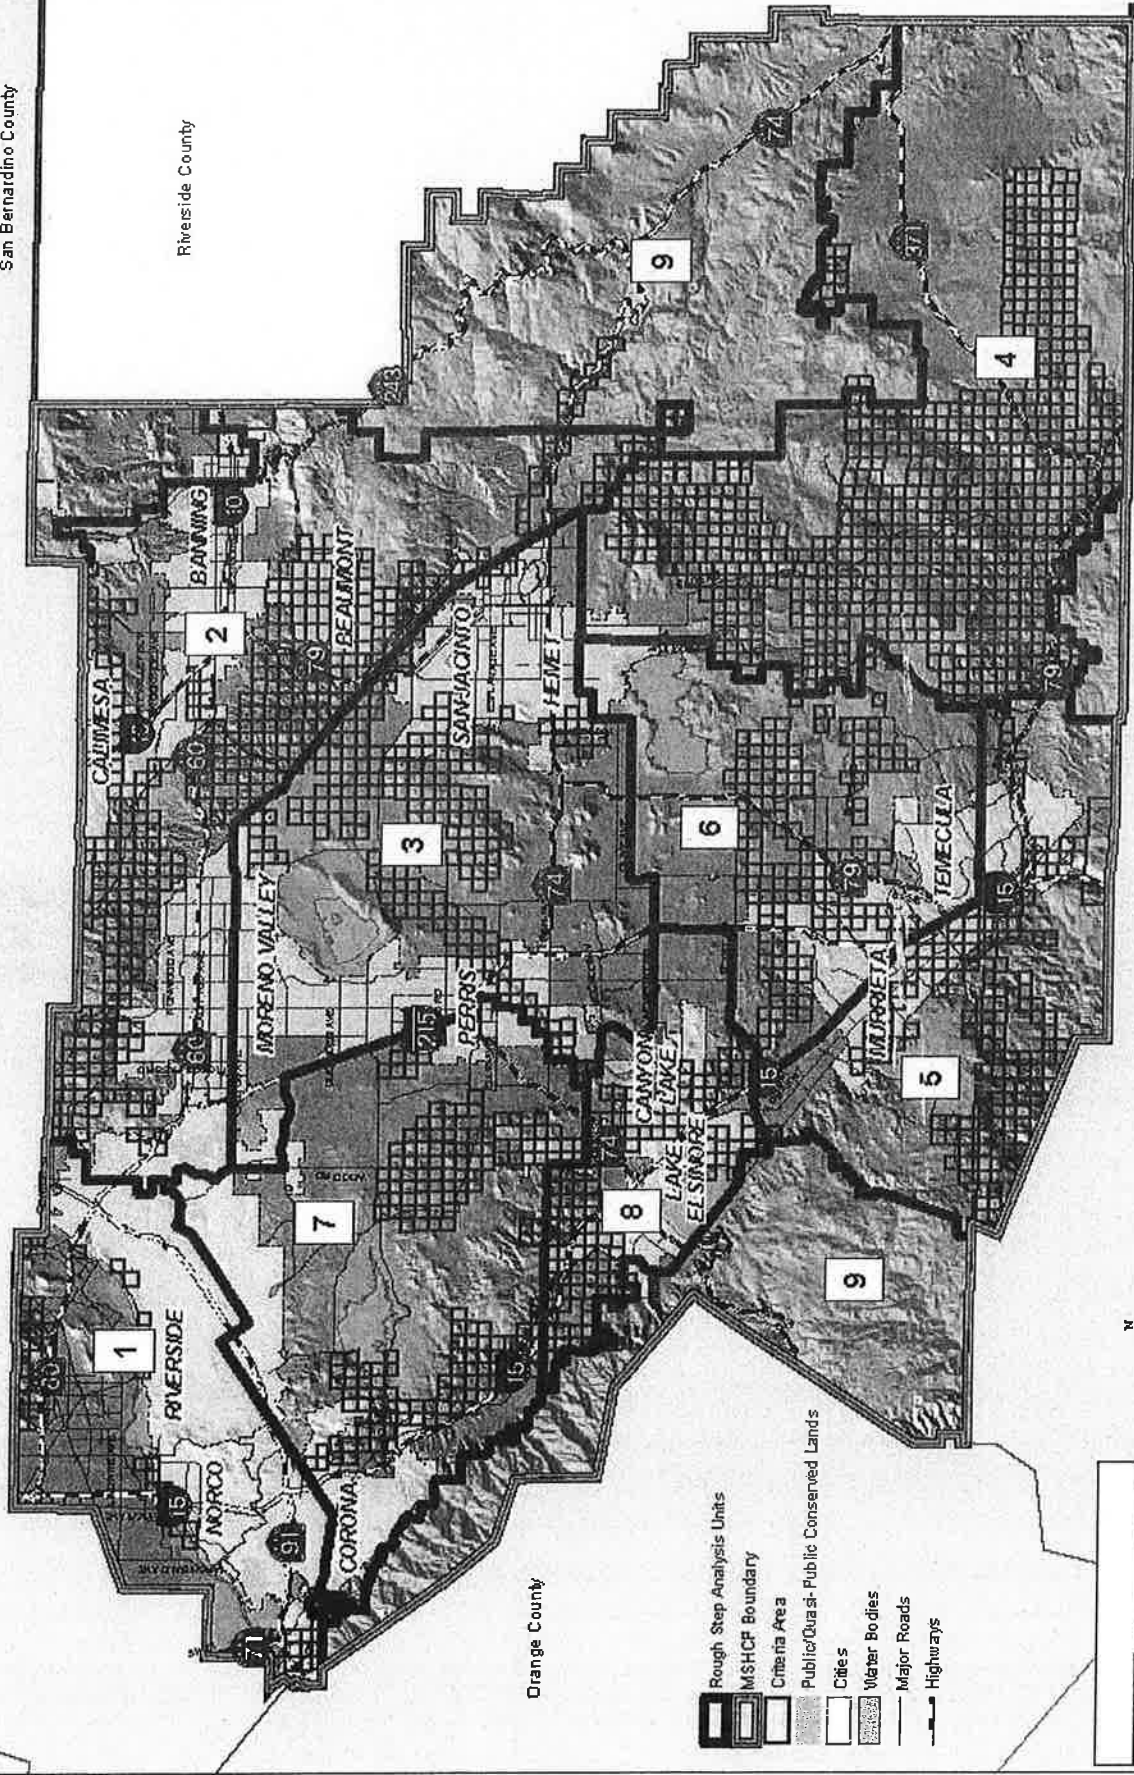 San Bernardino County
Riverside County
Orange County
CALIMESA
BANNING
BEAUMONT
RIVERSIDE
NORCO
CORONA
MORENO VALLEY
PERRIS
SAN JACINTO
HEMET
CANYON
LAKE
LAKE
ELSINORE
MURRIETA
TEMECULA
1
2
3
4
5
6
7
8
9
9
60
15
71
91
60
60
10
79
243
74
74
215
74
15
15
79
15
79
371
Rough Step Analysis Units
MSHCP Boundary
Criteria Area
Public/Quasi-Public Conserved Lands
Cities
Water Bodies
Major Roads
Highways
N